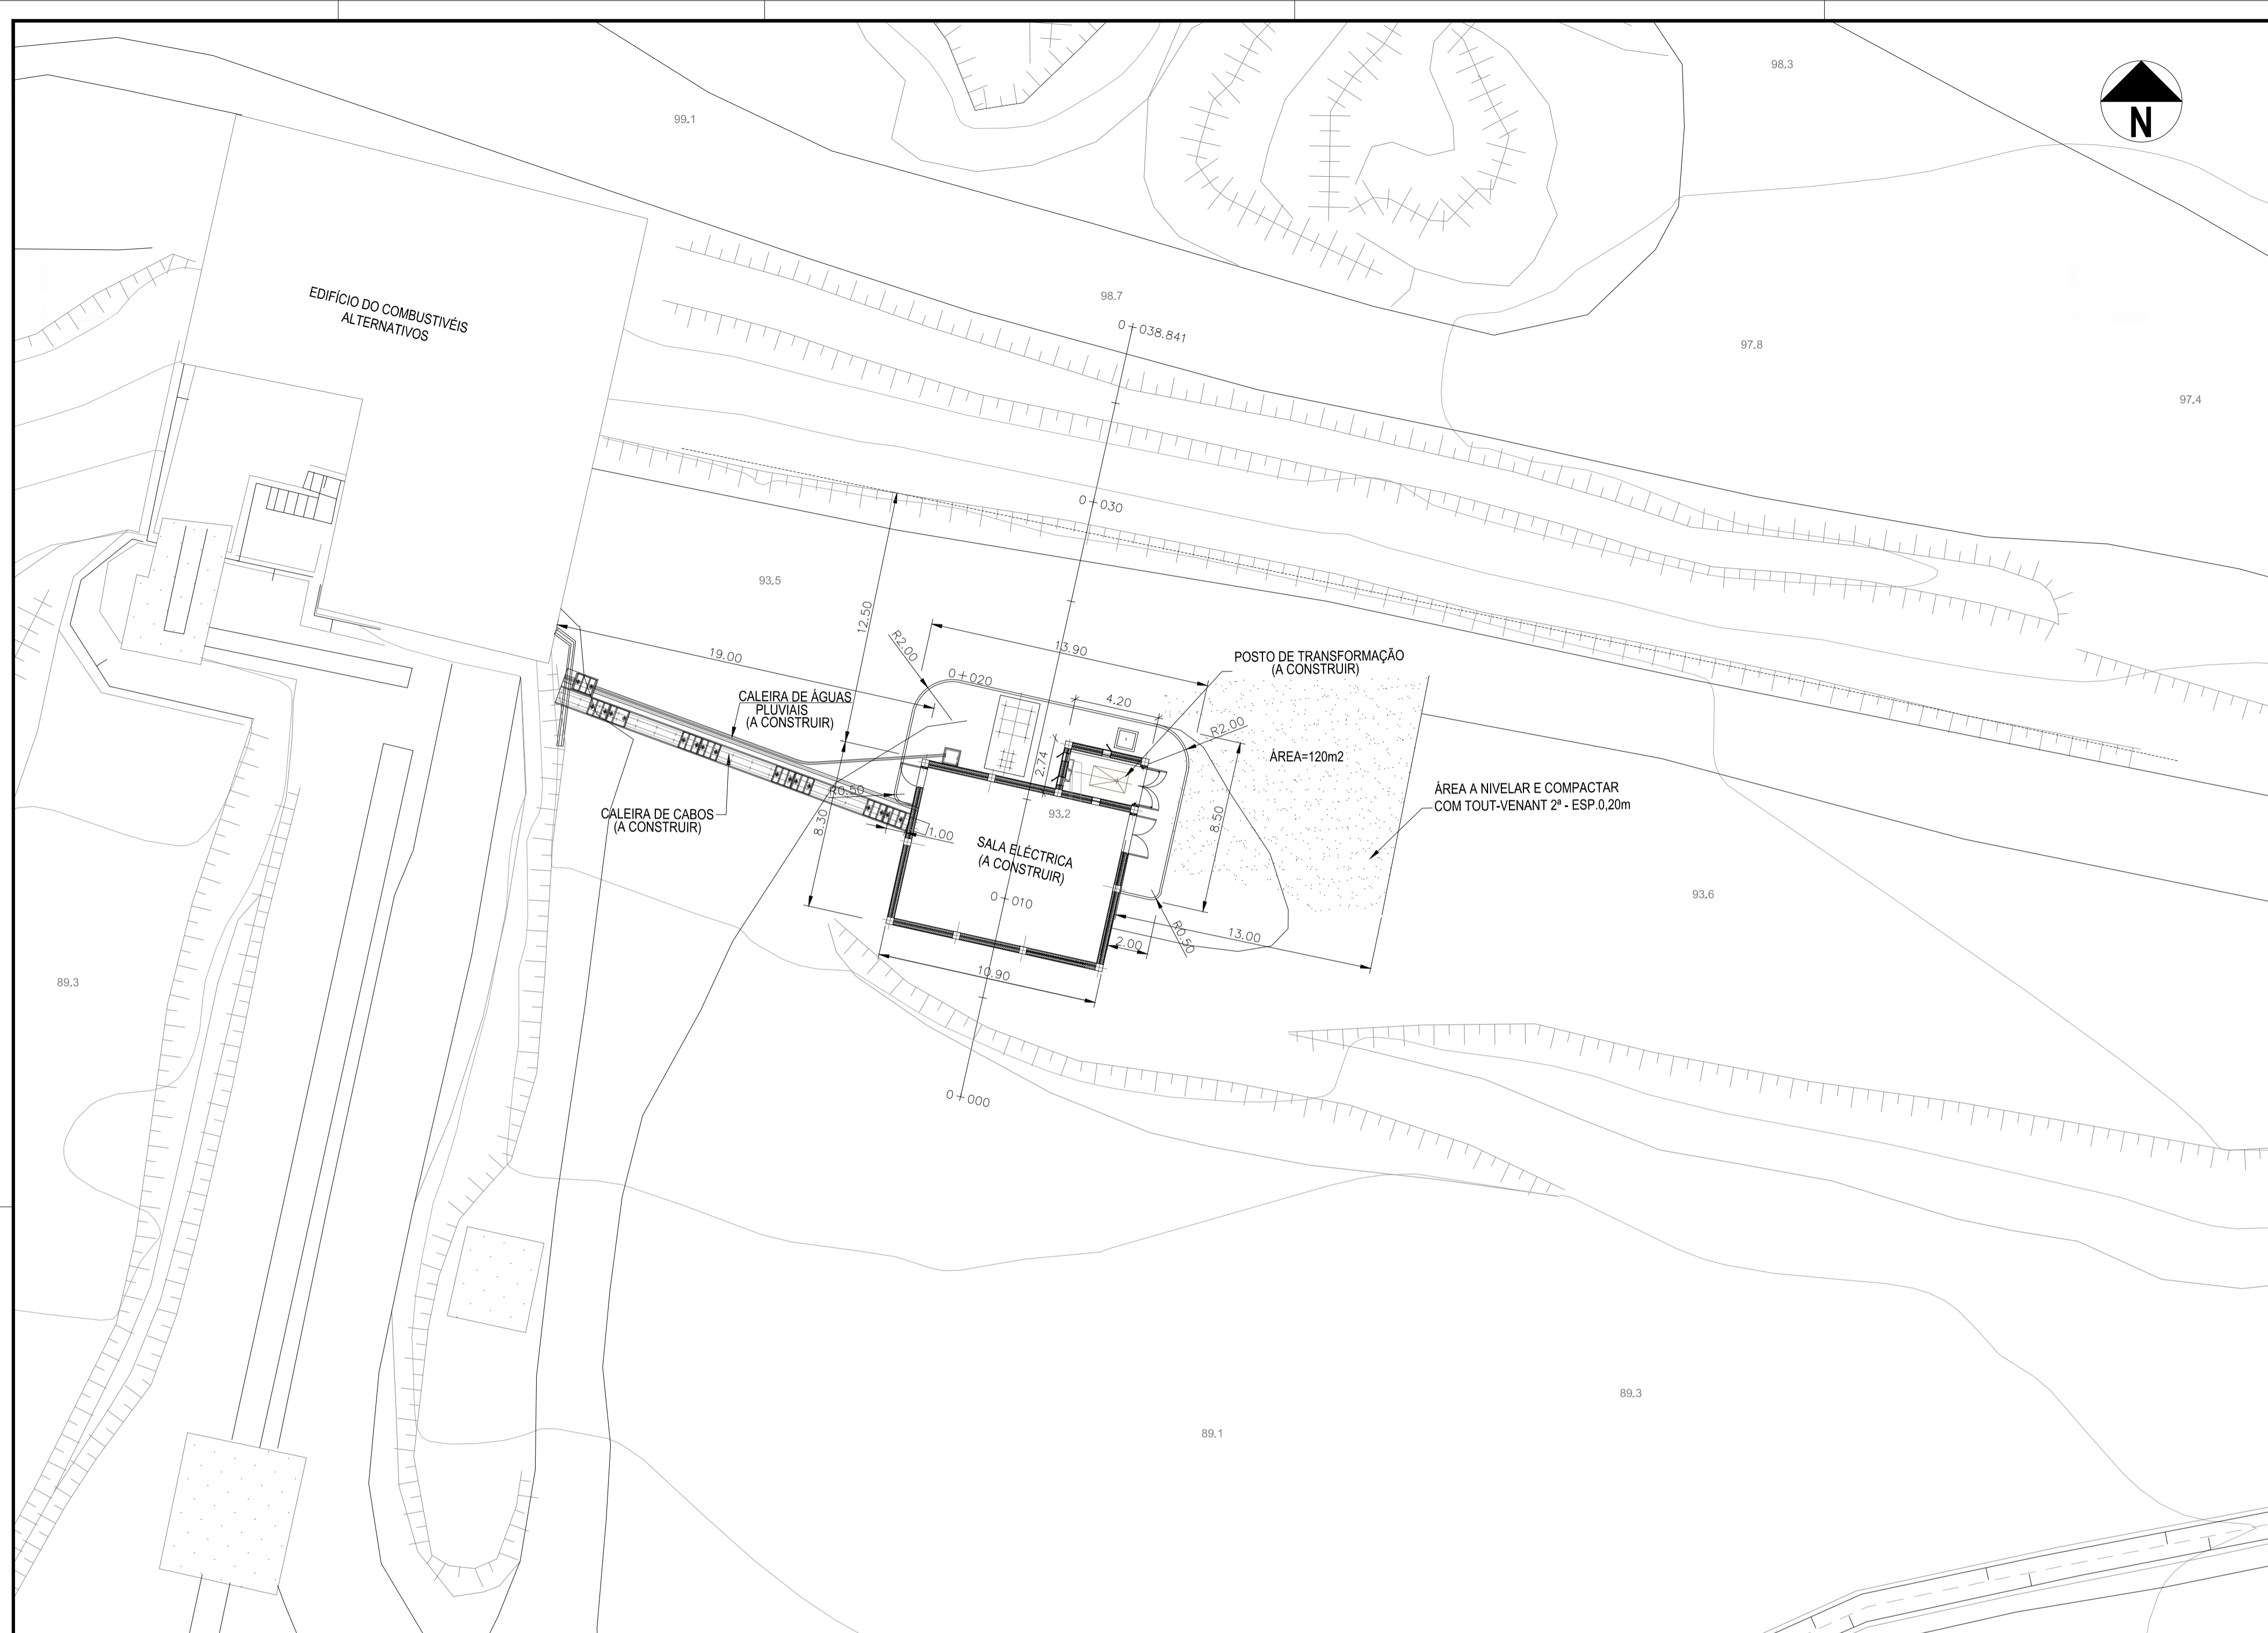 98.3
N
99.1
EDIFÍCIO DO COMBUSTIVÉIS
ALTERNATIVOS
98.7
0+038.841
97.8
97.4
0+030
93.5
12.50
R2.00
19.00
13.90
POSTO DE TRANSFORMAÇÃO
(A CONSTRUIR)
0+020
4.20
CALEIRA DE ÁGUAS
PLUVIAIS
(A CONSTRUIR)
R2.00
2.74
ÁREA=120m2
ÁREA A NIVELAR E COMPACTAR
COM TOUT-VENANT 2ª - ESP.0,20m
R0.50
CALEIRA DE CABOS
(A CONSTRUIR)
8.30
1.00
93.2
8.50
SALA ELÉCTRICA
(A CONSTRUIR)
0+010
93.6
R0.50
13.00
2.00
10.90
89.3
0+000
89.3
89.1